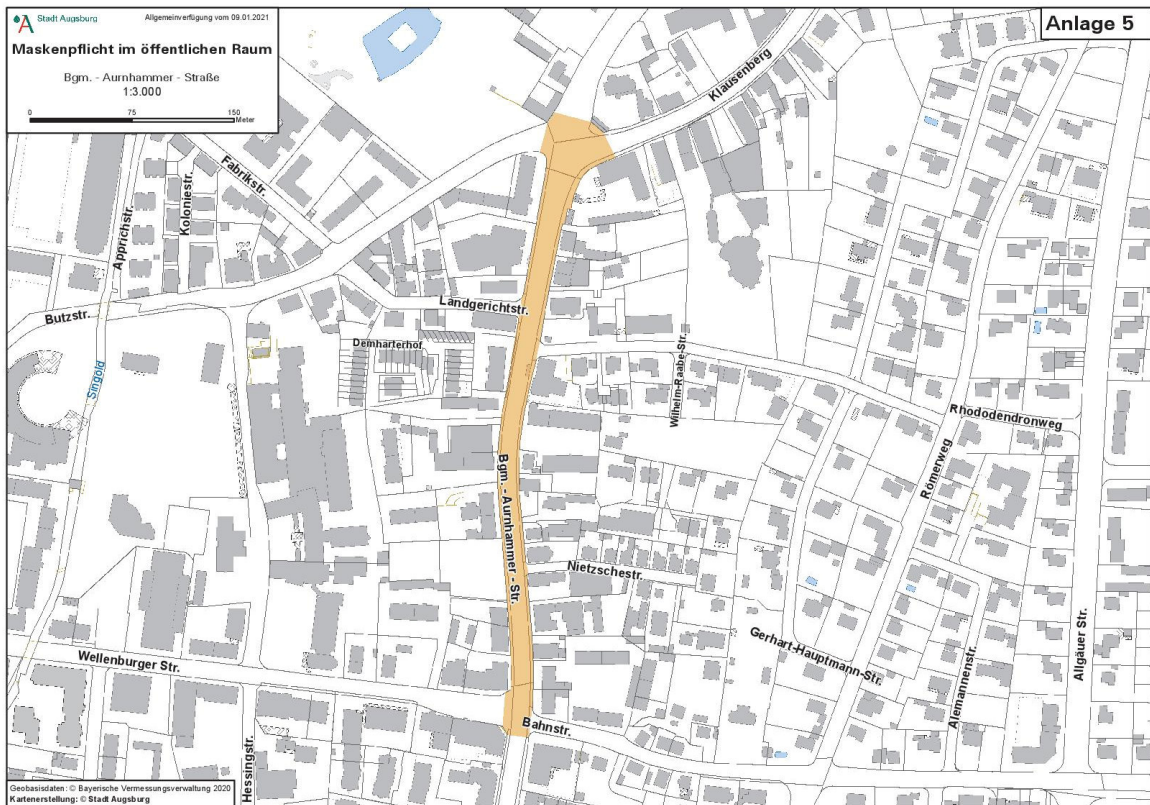 Stadt Augsburg
Allgemeinverfügung vom 09.01.2021
Maskenpflicht im öffentlichen Raum
Bgm. - Aurnhammer - Straße
1:3.000
0 75 150
Meter
Anlage 5
Klausenberg
Fabrikstr.
Koloniestr.
Apprichstr.
Landgerichtstr.
Butzstr.
Demharterhof
Singold
Wilhelm-Raabe-Str.
Rhododendronweg
Römerweg
Bgm. - Aurnhammer - Str.
Nietzschestr.
Gerhart-Hauptmann-Str.
Wellenburger Str.
Alemannenstr.
Allgäuer Str.
Bahnstr.
Hessingstr.
Geobasisdaten: © Bayerische Vermessungsverwaltung 2020
Kartenerstellung: © Stadt Augsburg